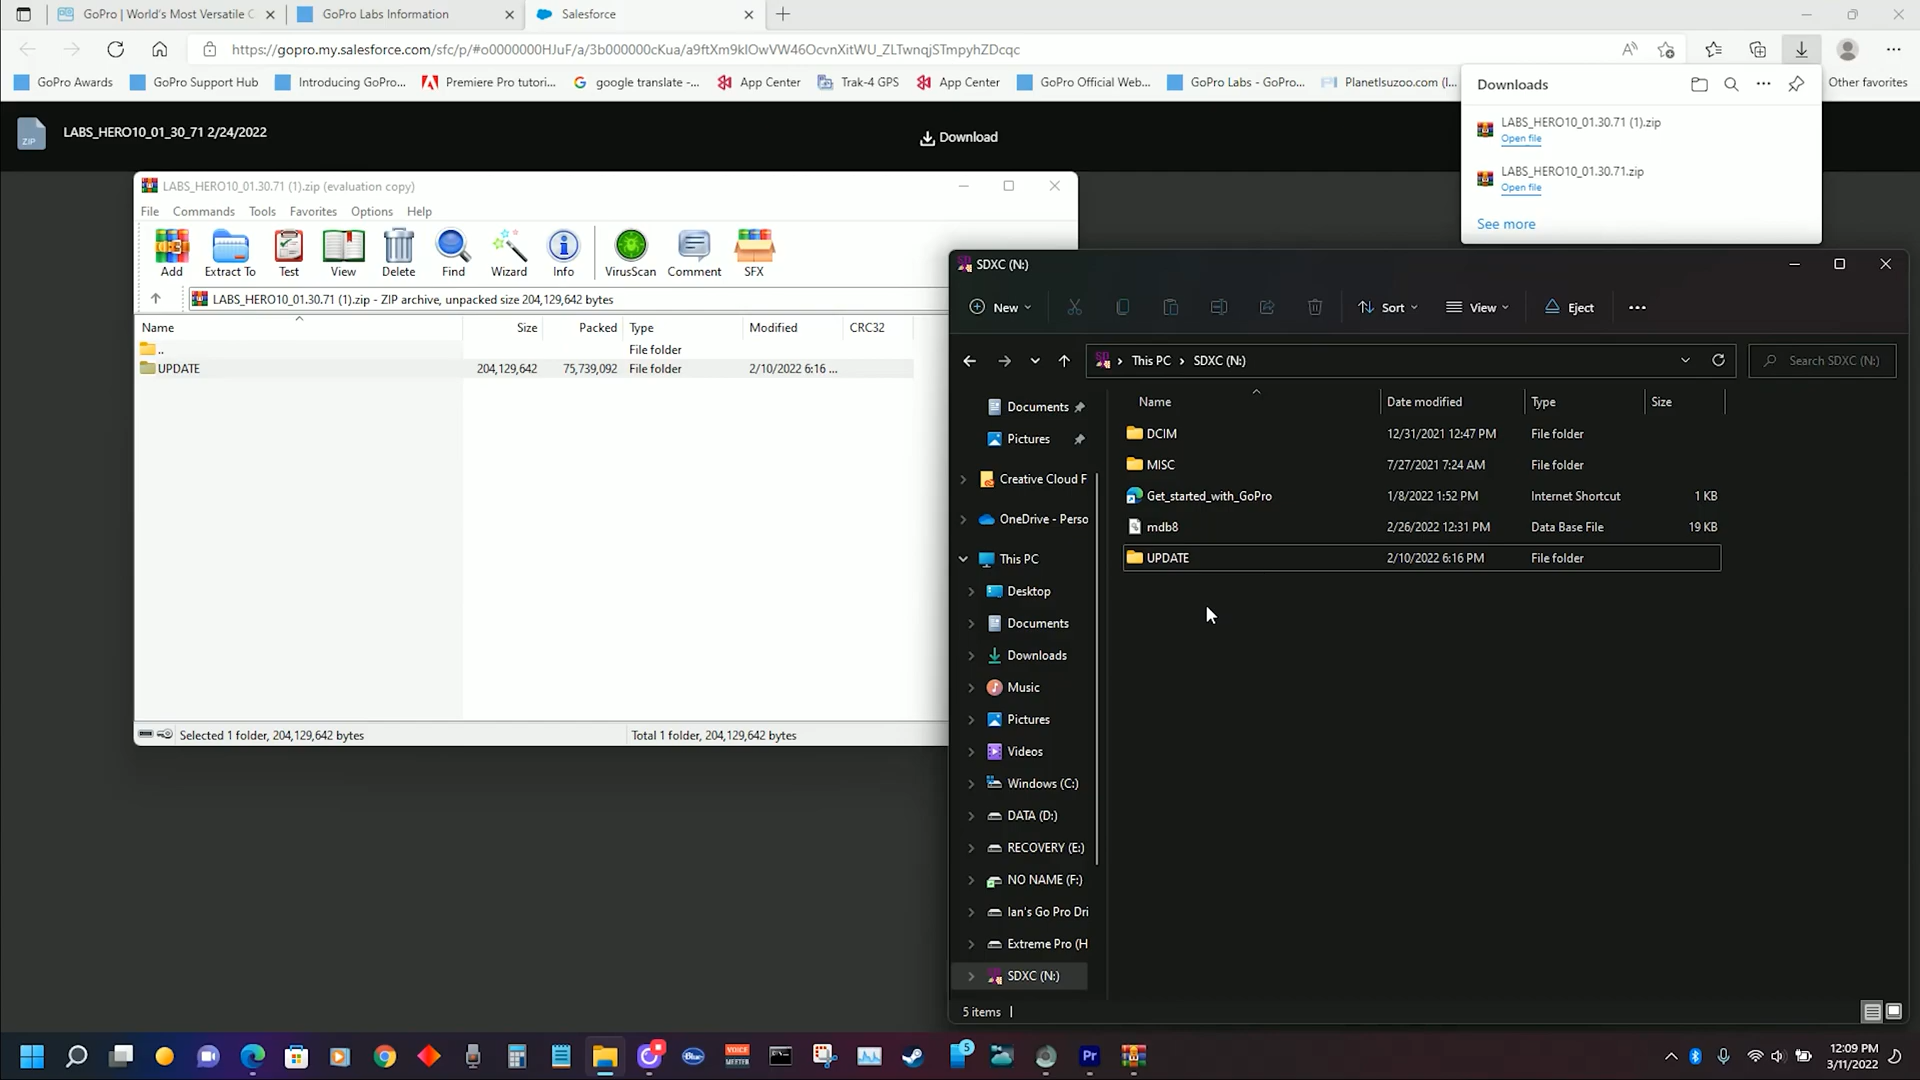 GoPro | World's Most Versatile C
GoPro Labs Information
Salesforce
https://gopro.my.salesforce.com/sfc/p/#o0000000HJuF/a/3b000000cKua/a9ftXm9kIOwVW46OcvnXitWU_ZLTwnqjSTmpyhZDcqc
GoPro Awards
GoPro Support Hub
Introducing GoPro...
Premiere Pro tutori...
google translate -...
App Center
Trak-4 GPS
App Center
GoPro Official Web...
GoPro Labs - GoPro...
PlanetIsuzoo.com (I...
Other favorites
Downloads
LABS_HERO10_01.30.71 (1).zip
Open file
LABS_HERO10_01.30.71.zip
Open file
See more
ZIP
LABS_HERO10_01_30_71 2/24/2022
Download
LABS_HERO10_01.30.71 (1).zip (evaluation copy)
File Commands Tools Favorites Options Help
Add Extract To Test View Delete Find Wizard Info VirusScan Comment SFX
LABS_HERO10_01.30.71 (1).zip - ZIP archive, unpacked size 204,129,642 bytes
Name Size Packed Type Modified CRC32
.. File folder
UPDATE 204,129,642 75,739,092 File folder 2/10/2022 6:16 ...
Selected 1 folder, 204,129,642 bytes
Total 1 folder, 204,129,642 bytes
SDXC (N:)
New Sort View Eject
This PC > SDXC (N:)
Search SDXC (N:)
Documents
Pictures
Creative Cloud F
OneDrive - Perso
This PC
Desktop
Documents
Downloads
Music
Pictures
Videos
Windows (C:)
DATA (D:)
RECOVERY (E:)
NO NAME (F:)
Ian's Go Pro Dri
Extreme Pro (H
SDXC (N:)
Name Date modified Type Size
DCIM 12/31/2021 12:47 PM File folder
MISC 7/27/2021 7:24 AM File folder
Get_started_with_GoPro 1/8/2022 1:52 PM Internet Shortcut 1 KB
mdb8 2/26/2022 12:31 PM Data Base File 19 KB
UPDATE 2/10/2022 6:16 PM File folder
5 items
Blue
VOICE
MEETER
5
Pr
12:09 PM
3/11/2022